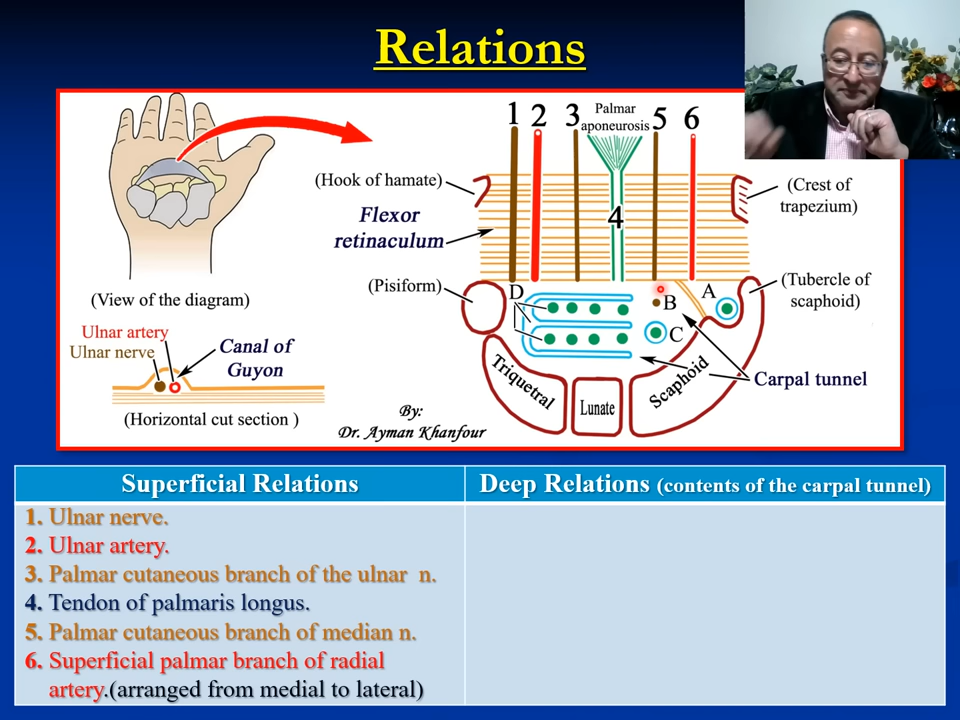 Relations
1 2 3 Palmar aponeurosis 5 6
(Hook of hamate)
(Crest of
trapezium)
Flexor
retinaculum
4
(Pisiform)
(Tubercle of
scaphoid)
D
B
A
C
(View of the diagram)
Ulnar artery
Ulnar nerve
Canal of
Guyon
(Horizontal cut section )
Triquetral
Lunate
Scaphoid
Carpal tunnel
By:
Dr. Ayman Khanfour
Superficial Relations
Deep Relations (contents of the carpal tunnel)
1. Ulnar nerve.
2. Ulnar artery.
3. Palmar cutaneous branch of the ulnar n.
4. Tendon of palmaris longus.
5. Palmar cutaneous branch of median n.
6. Superficial palmar branch of radial
artery.(arranged from medial to lateral)